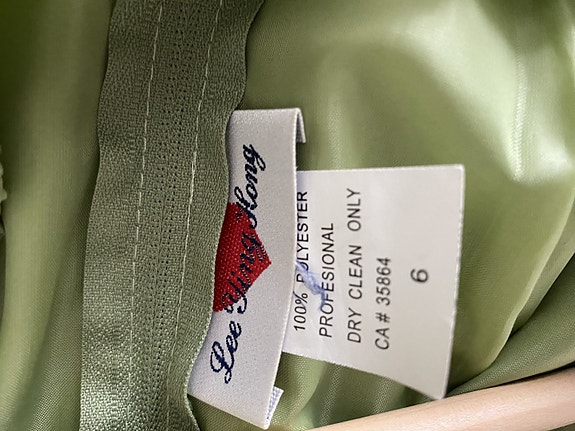 Lee Ying Hong
100% POLYESTER
PROFESIONAL
DRY CLEAN ONLY
CA # 35864
6